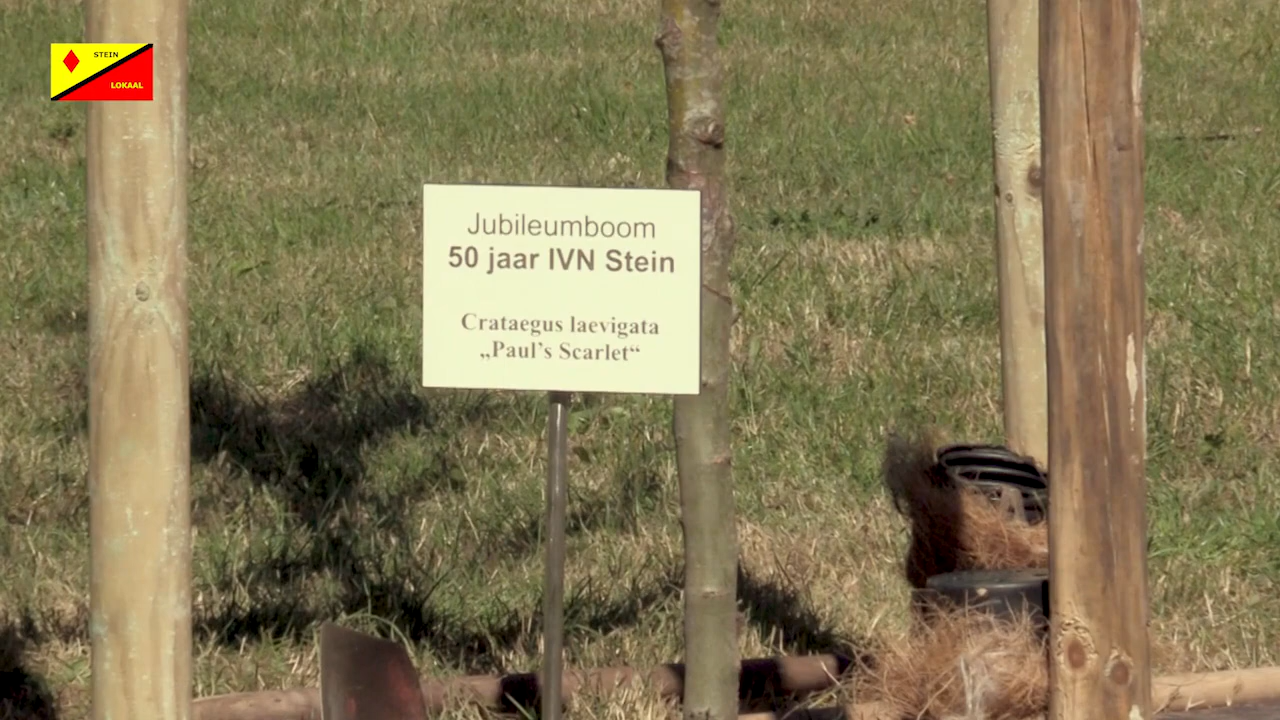 STEIN
LOKAAL
Jubileumboom
50 jaar IVN Stein
Crataegus laevigata
„Paul's Scarlet“